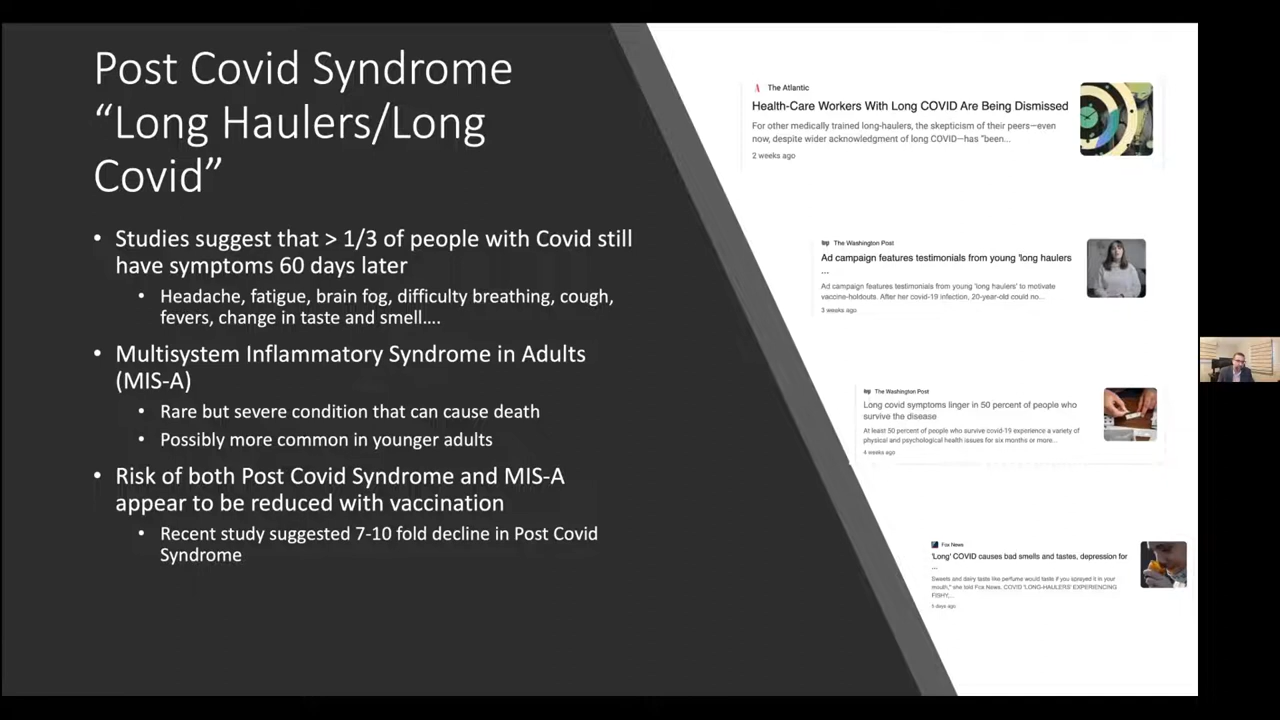 Post Covid Syndrome
“Long Haulers/Long
Covid”
• Studies suggest that > 1/3 of people with Covid still
have symptoms 60 days later
• Headache, fatigue, brain fog, difficulty breathing, cough,
fevers, change in taste and smell….
• Multisystem Inflammatory Syndrome in Adults
(MIS-A)
• Rare but severe condition that can cause death
• Possibly more common in younger adults
• Risk of both Post Covid Syndrome and MIS-A
appear to be reduced with vaccination
• Recent study suggested 7-10 fold decline in Post Covid
Syndrome
The Atlantic
Health-Care Workers With Long COVID Are Being Dismissed
For other medically trained long-haulers, the skepticism of their peers—even
now, despite wider acknowledgment of long COVID—has “been...
2 weeks ago
The Washington Post
Ad campaign features testimonials from young 'long haulers
...
Ad campaign features testimonials from young 'long haulers' to motivate
vaccine-holdouts. After her covid-19 infection, 20-year-old could no...
3 weeks ago
The Washington Post
Long covid symptoms linger in 50 percent of people who
survive the disease
At least 50 percent of people who survive covid-19 experience a variety of
physical and psychological health issues for six months or more...
4 weeks ago
Fox News
'Long' COVID causes bad smells and tastes, depression for
...
Sweets and dairy taste like perfume would taste if you sprayed it in your
mouth," she told Fox News. COVID 'LONG-HAULERS' EXPERIENCING
FISHY,...
days ago